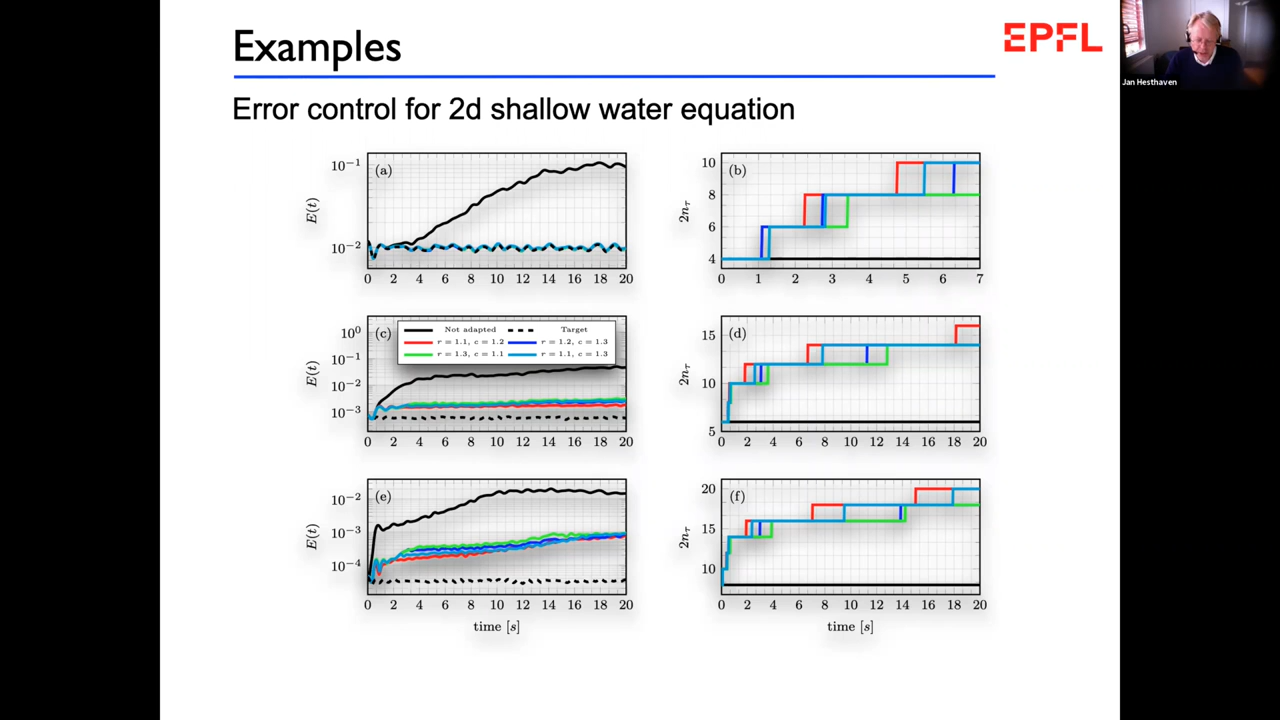 Examples
EPFL
Jan Hesthaven
Error control for 2d shallow water equation
(a)
E(t)
10⁻¹
10⁻²
0 2 4 6 8 10 12 14 16 18 20
(b)
2nτ
10
8
6
4
0 1 2 3 4 5 6 7
(c)
Not adapted Target
r = 1.1, c = 1.2 r = 1.2, c = 1.3
r = 1.3, c = 1.1 r = 1.1, c = 1.3
E(t)
10⁰
10⁻¹
10⁻²
10⁻³
0 2 4 6 8 10 12 14 16 18 20
(d)
2nτ
15
10
5
0 2 4 6 8 10 12 14 16 18 20
(e)
E(t)
10⁻²
10⁻³
10⁻⁴
0 2 4 6 8 10 12 14 16 18 20
time [s]
(f)
2nτ
20
15
10
0 2 4 6 8 10 12 14 16 18 20
time [s]